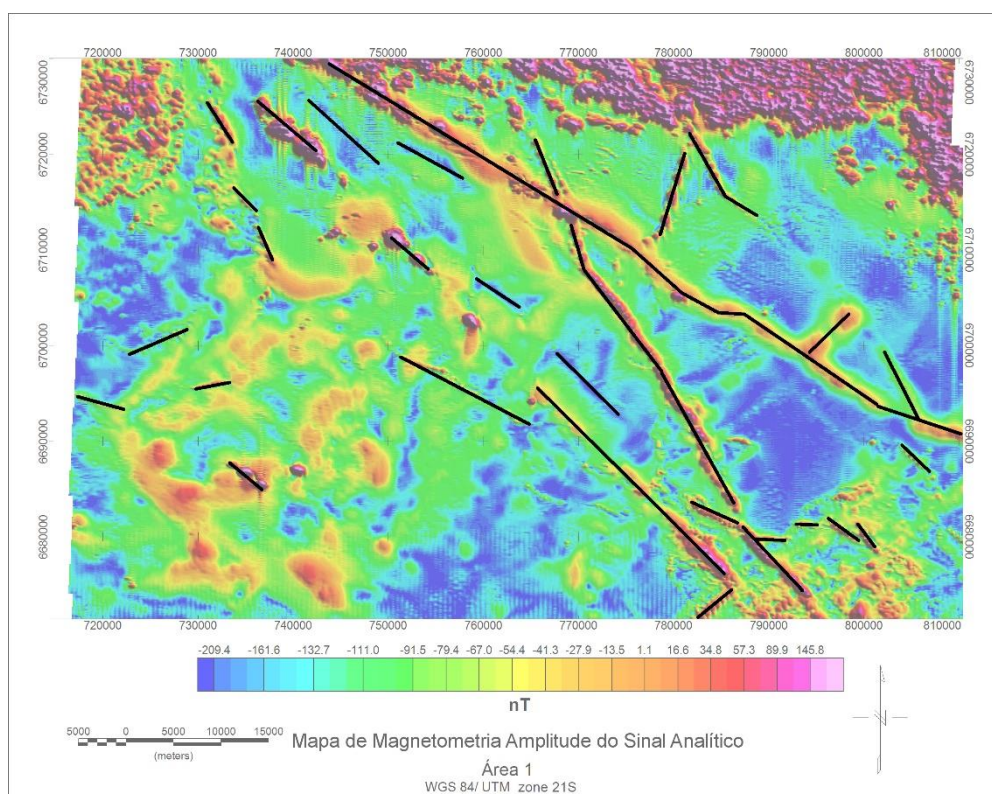 720000 730000 740000 750000 760000 770000 780000 790000 800000 810000
6730000 6730000
6720000 6720000
6710000 6710000
6700000 6700000
6690000 6690000
6680000 6680000
720000 730000 740000 750000 760000 770000 780000 790000 800000 810000
-209.4 -161.6 -132.7 -111.0 -91.5 -79.4 -67.0 -54.4 -41.3 -27.9 -13.5 1.1 16.6 34.8 57.3 89.9 145.8
nT
5000 0 5000 10000 15000
(meters)
Mapa de Magnetometria Amplitude do Sinal Analítico
Área 1
WGS 84/ UTM zone 21S
N